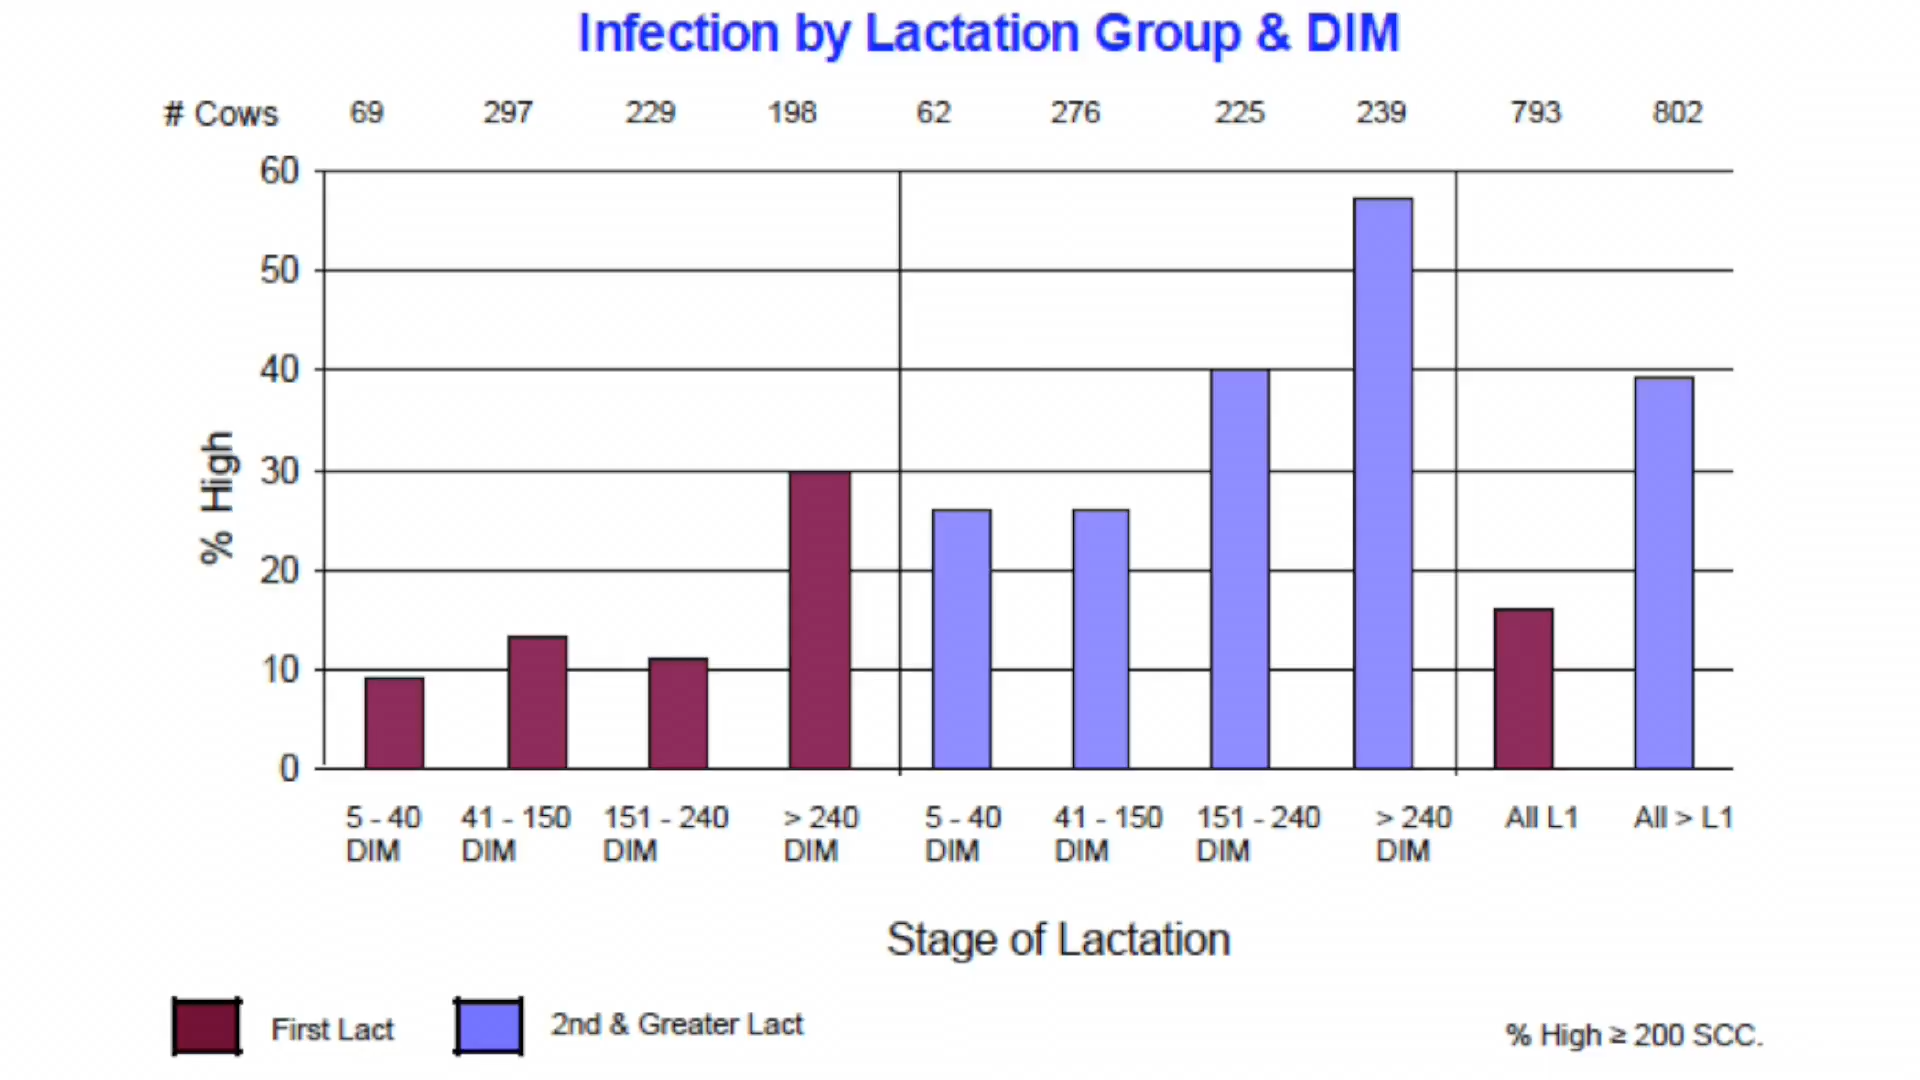 Infection by Lactation Group & DIM
# Cows 69 297 229 198 62 276 225 239 793 802
60
50
40
30
20
10
0
% High
5 - 40 DIM
41 - 150 DIM
151 - 240 DIM
> 240 DIM
5 - 40 DIM
41 - 150 DIM
151 - 240 DIM
> 240 DIM
All L1
All > L1
Stage of Lactation
First Lact
2nd & Greater Lact
% High ≥ 200 SCC.